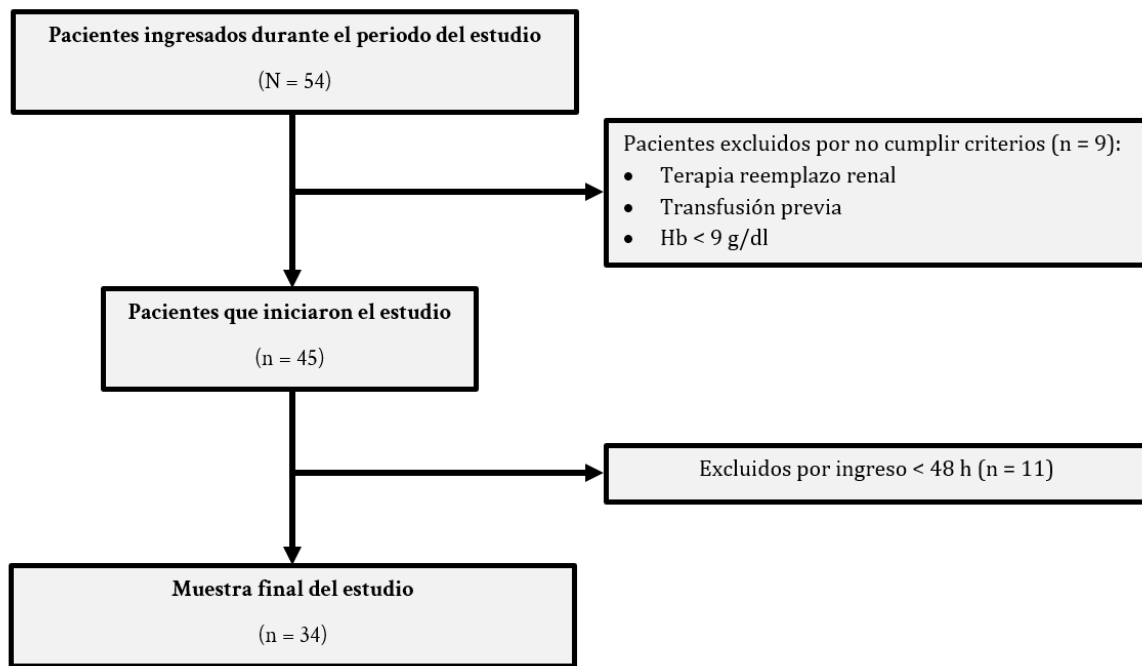 Pacientes ingresados durante el periodo del estudio
(N = 54)
Pacientes excluidos por no cumplir criterios (n = 9):
• Terapia reemplazo renal
• Transfusión previa
• Hb < 9 g/dl
Pacientes que iniciaron el estudio
(n = 45)
Excluidos por ingreso < 48 h (n = 11)
Muestra final del estudio
(n = 34)